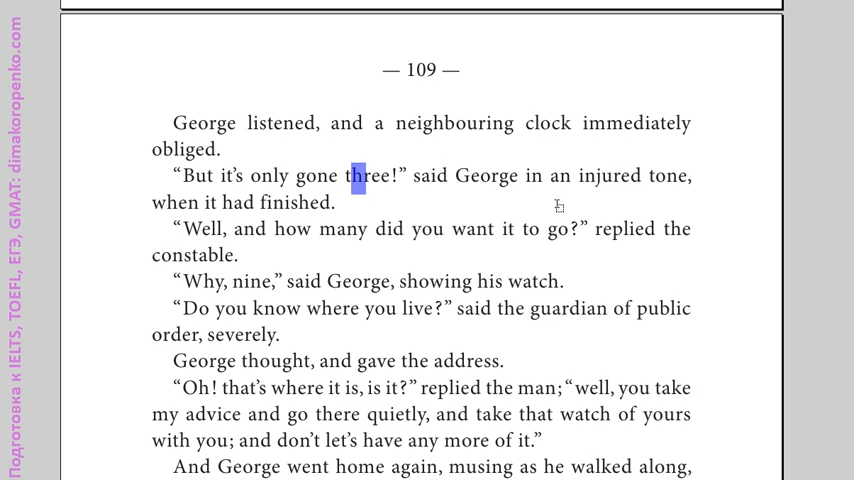 — 109 —
George listened, and a neighbouring clock immediately
obliged.
“But it’s only gone three!” said George in an injured tone,
when it had finished.
“Well, and how many did you want it to go?” replied the
constable.
“Why, nine,” said George, showing his watch.
“Do you know where you live?” said the guardian of public
order, severely.
George thought, and gave the address.
“Oh! that’s where it is, is it?” replied the man; “well, you take
my advice and go there quietly, and take that watch of yours
with you; and don’t let’s have any more of it.”
And George went home again, musing as he walked along,
Подготовка к IELTS, TOEFL, ЕГЭ, GMAT: dimakoropenko.com